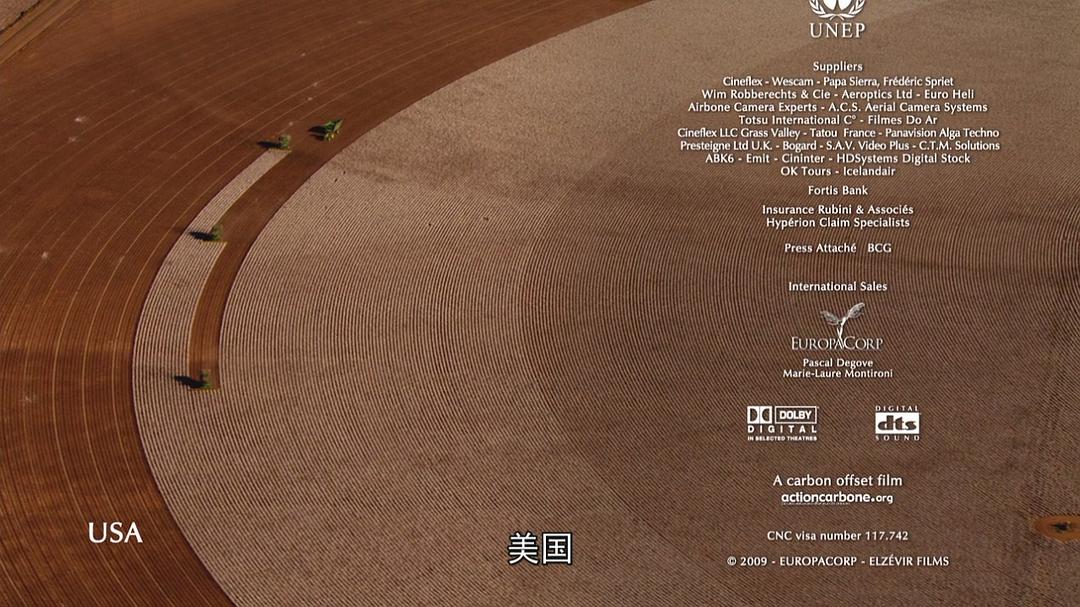 UNEP
Suppliers
Cineflex - Wescam - Papa Sierra, Frédéric Spriet
Wim Robberechts & Cie - Aeroptics Ltd - Euro Heli
Airbone Camera Experts - A.C.S. Aerial Camera Systems
Totsu International C° - Filmes Do Ar
Cineflex LLC Grass Valley - Tatou France - Panavision Alga Techno
Presteigne Ltd U.K. - Bogard - S.A.V. Video Plus - C.T.M. Solutions
ABK6 - Emit - Cininter - HDSystems Digital Stock
OK Tours - Icelandair
Fortis Bank
Insurance Rubini & Associés
Hypérion Claim Specialists
Press Attaché BCG
International Sales
EUROPACORP
Pascal Degove
Marie-Laure Montironi
DOLBY
DIGITAL
IN SELECTED THEATRES
DIGITAL
dts
SOUND
A carbon offset film
actioncarbone.org
CNC visa number 117.742
© 2009 - EUROPACORP - ELZÉVIR FILMS
USA
美国